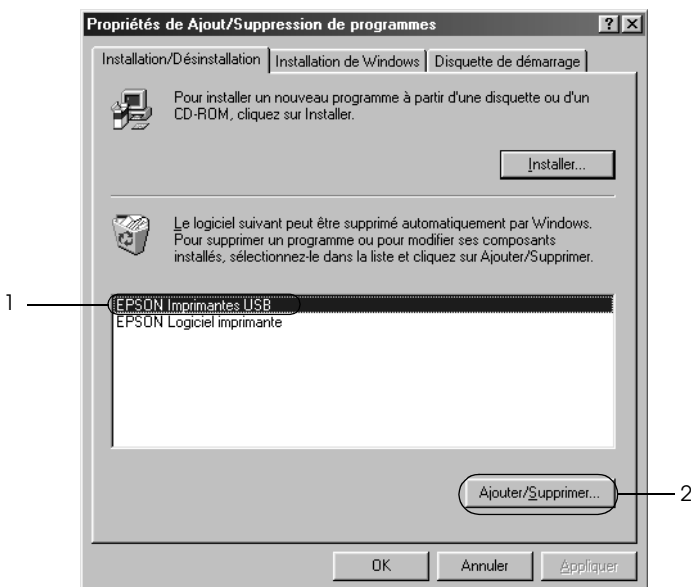 Propriétés de Ajout/Suppression de programmes
Installation/Désinstallation
Installation de Windows
Disquette de démarrage
Pour installer un nouveau programme à partir d'une disquette ou d'un
CD-ROM, cliquez sur Installer.
Installer...
Le logiciel suivant peut être supprimé automatiquement par Windows.
Pour supprimer un programme ou pour modifier ses composants
installés, sélectionnez-le dans la liste et cliquez sur Ajouter/Supprimer.
1
EPSON Imprimantes USB
EPSON Logiciel imprimante
Ajouter/Supprimer...
2
OK
Annuler
Appliquer